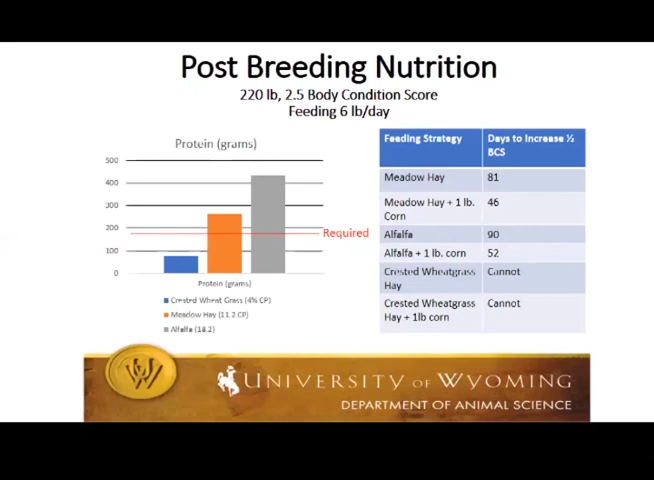 Post Breeding Nutrition
220 lb, 2.5 Body Condition Score
Feeding 6 lb/day
Protein (grams)
500
400
300
200
100
0
Required
Protein (grams)
Crested Wheat Grass (4% CP)
Meadow Hay (11.2 CP)
Alfalfa (18.2)
Feeding Strategy
Days to Increase ½
BCS
Meadow Hay
81
Meadow Hay + 1 lb.
Corn
46
Alfalfa
90
Alfalfa + 1 lb. corn
52
Crested Wheatgrass
Hay
Cannot
Crested Wheatgrass
Hay + 1lb corn
Cannot
UNIVERSITY OF WYOMING
DEPARTMENT OF ANIMAL SCIENCE